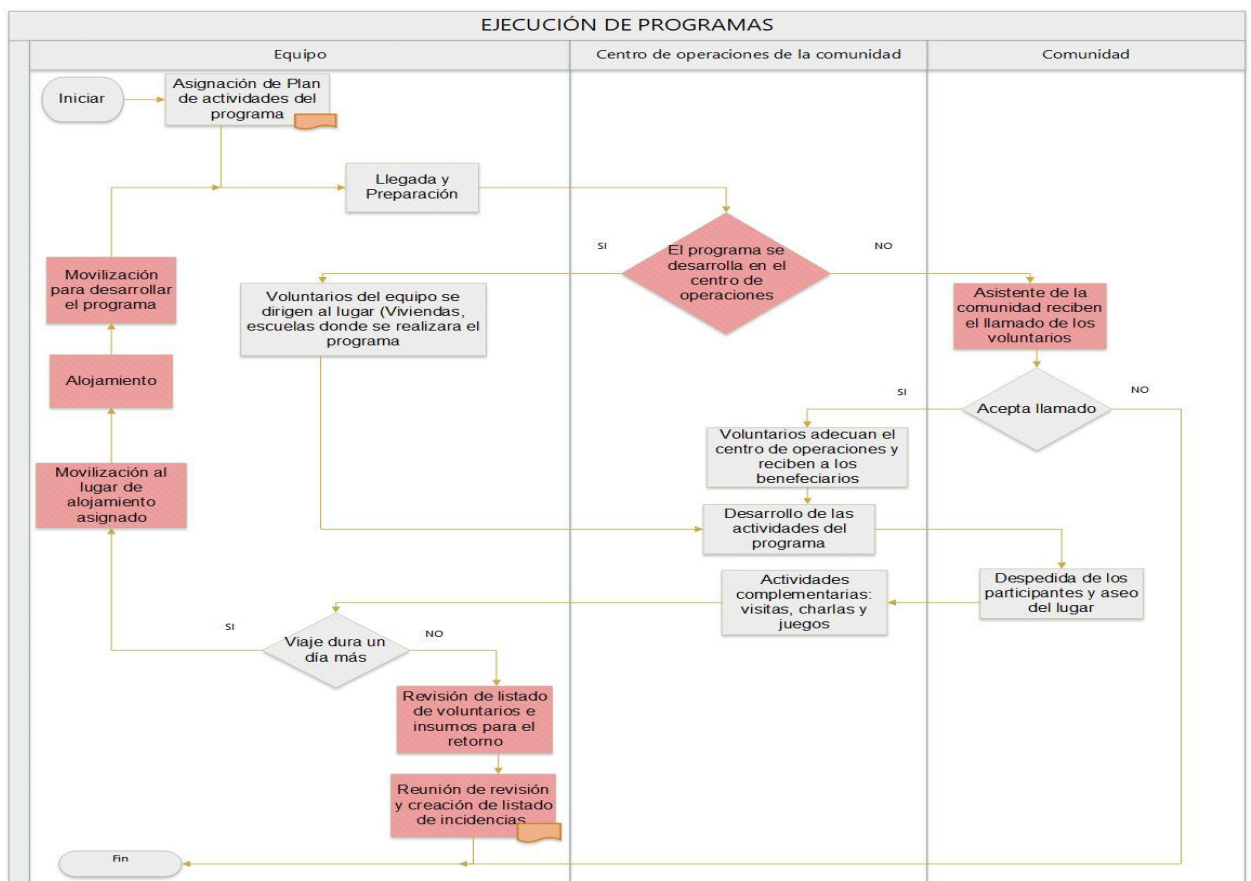 EJECUCIÓN DE PROGRAMAS
Equipo
Centro de operaciones de la comunidad
Comunidad
Iniciar
Asignación de Plan
de actividades del
programa
Llegada y
Preparación
El programa se
desarrolla en el
centro de
operaciones
SI
NO
Movilización
para desarrollar
el programa
Voluntarios del equipo se
dirigen al lugar (Viviendas,
escuelas donde se realizara el
programa
Asistente de la
comunidad reciben
el llamado de los
voluntarios
Alojamiento
Acepta llamado
SI
NO
Voluntarios adecuan el
centro de operaciones y
reciben a los
benefeciarios
Movilización al
lugar de
alojamiento
asignado
Desarrollo de las
actividades del
programa
Despedida de los
participantes y aseo
del lugar
Actividades
complementarias:
visitas, charlas y
juegos
Viaje dura un
día más
SI
NO
Revisión de listado
de voluntarios e
insumos para el
retorno
Reunión de revisión
y creación de listado
de incidencias
Fin